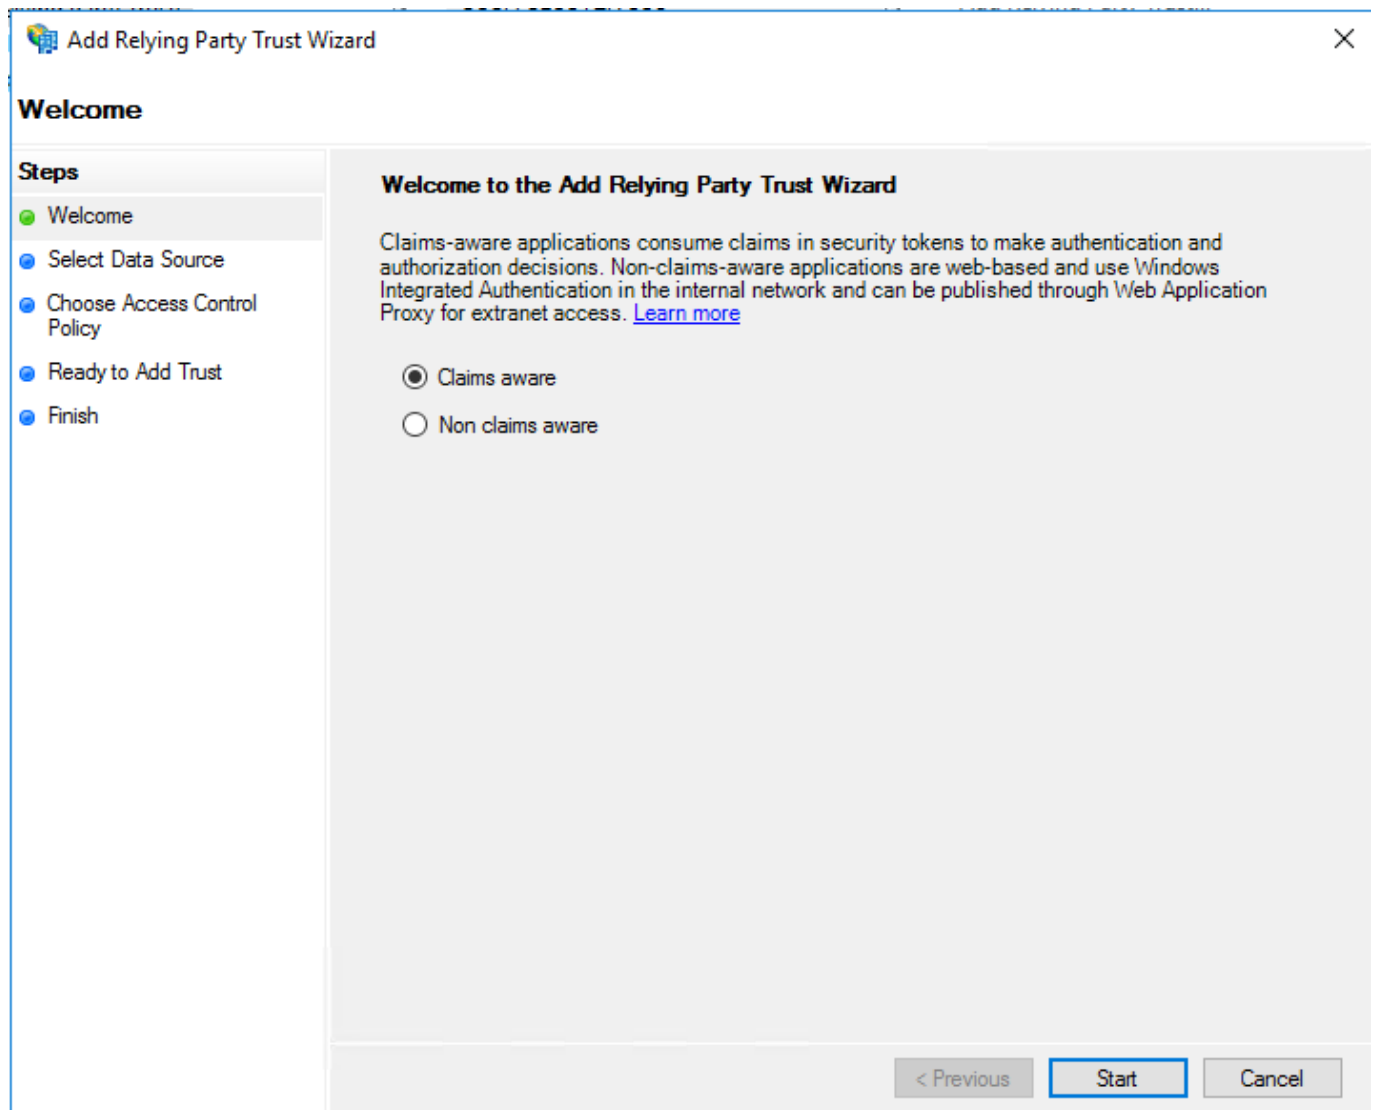 Add Relying Party Trust Wizard
Welcome
Steps
Welcome
Select Data Source
Choose Access Control
Policy
Ready to Add Trust
Finish
Welcome to the Add Relying Party Trust Wizard
Claims-aware applications consume claims in security tokens to make authentication and
authorization decisions. Non-claims-aware applications are web-based and use Windows
Integrated Authentication in the internal network and can be published through Web Application
Proxy for extranet access. Learn more
Claims aware
Non claims aware
< Previous
Start
Cancel